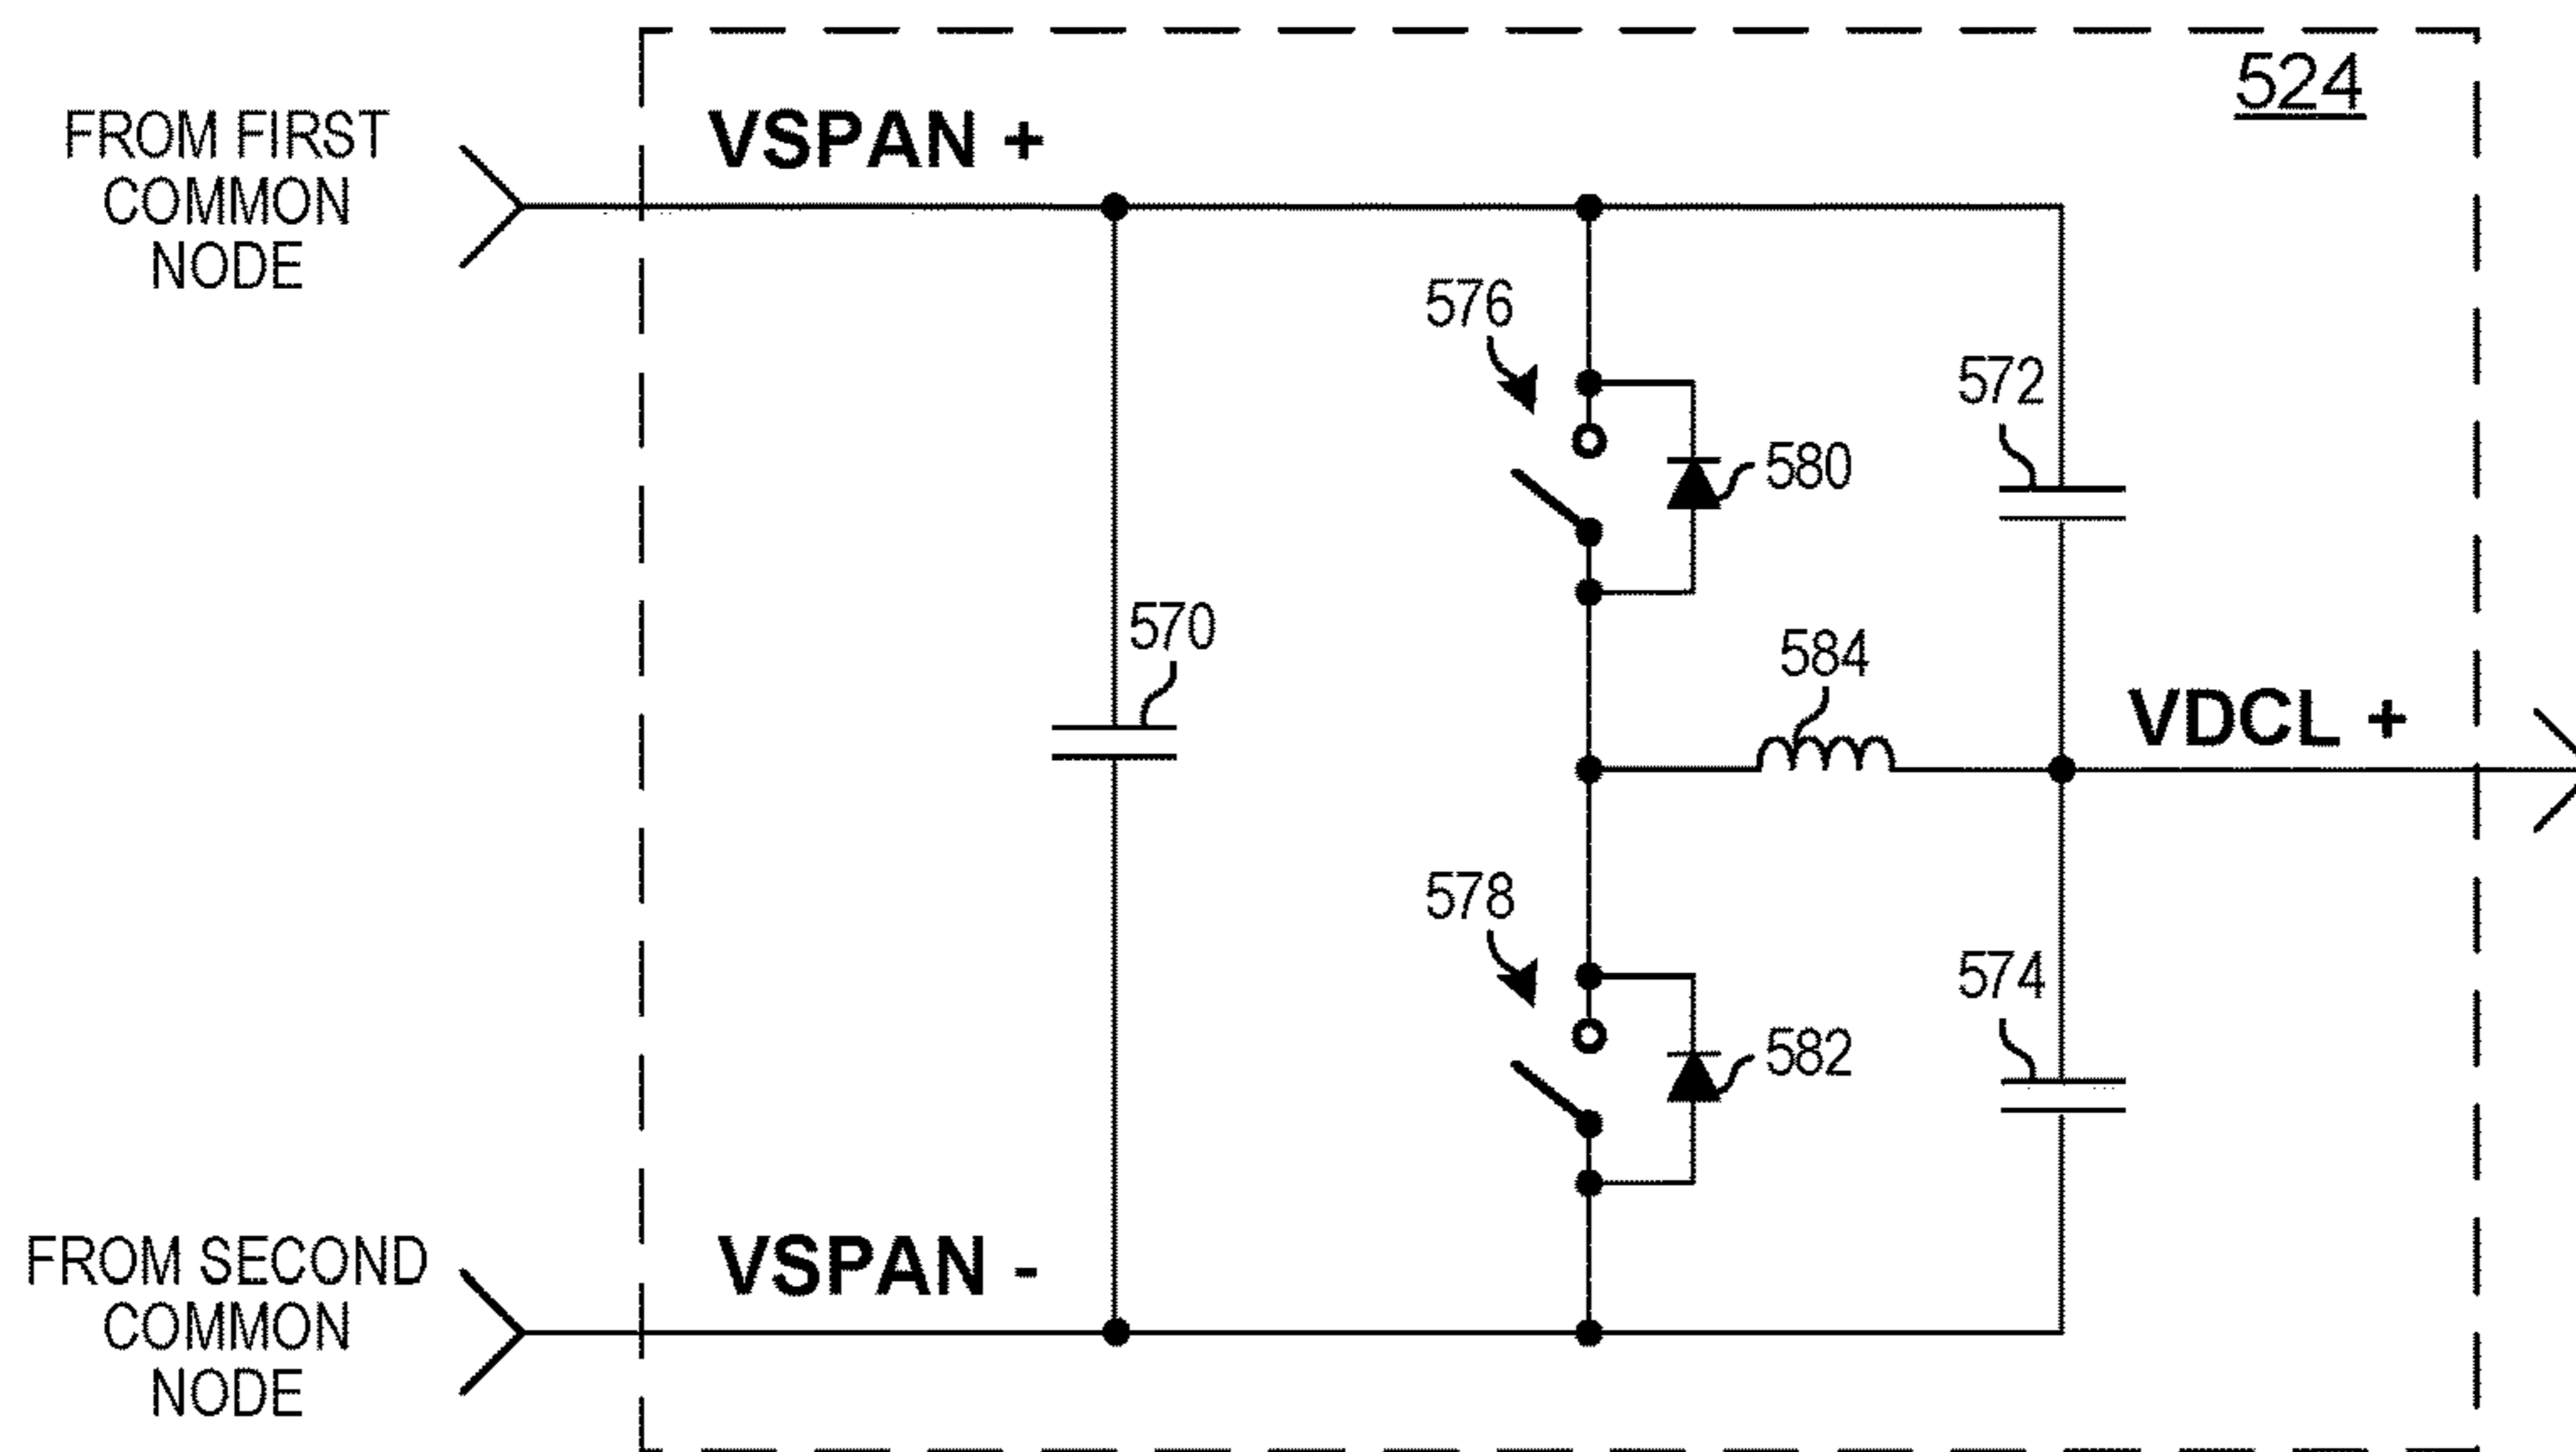 524
FROM FIRST
COMMON
NODE
VSPAN +
576
572
580
570
584
VDCL +
578
574
582
FROM SECOND
COMMON
NODE
VSPAN -